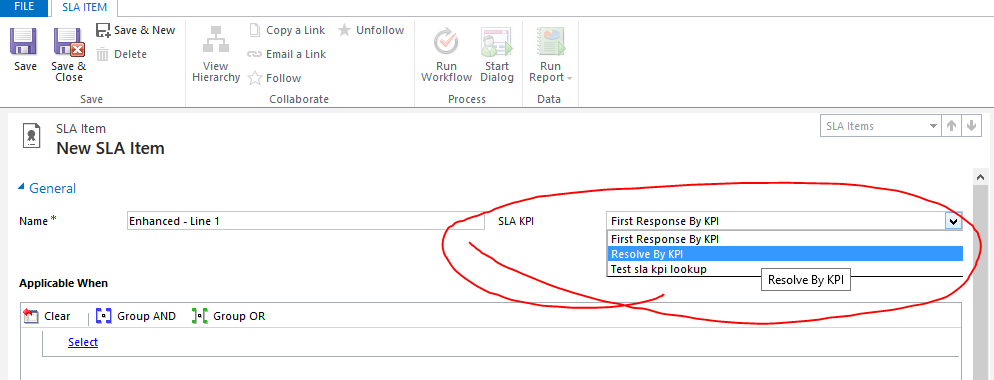 FILE SLA ITEM
Save
Save & Close
Save & New
Delete
Save
View Hierarchy
Copy a Link
Email a Link
Follow
Unfollow
Collaborate
Run Workflow
Start Dialog
Process
Run Report
Data
SLA Item
New SLA Item
SLA Items
General
Name * Enhanced - Line 1 SLA KPI First Response By KPI
First Response By KPI
Resolve By KPI
Test sla kpi lookup
Resolve By KPI
Applicable When
Clear Group AND Group OR
Select